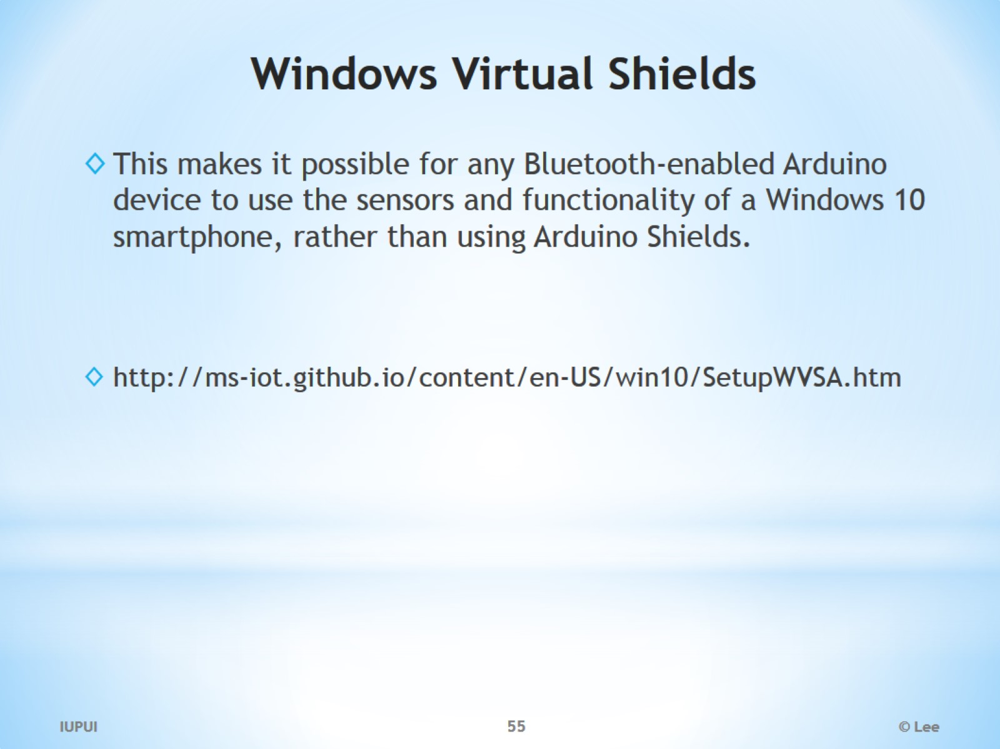 Windows Virtual Shields
This makes it possible for any Bluetooth-enabled Arduino
device to use the sensors and functionality of a Windows 10
smartphone, rather than using Arduino Shields.
http://ms-iot.github.io/content/en-US/win10/SetupWVSA.htm
IUPUI
55
© Lee